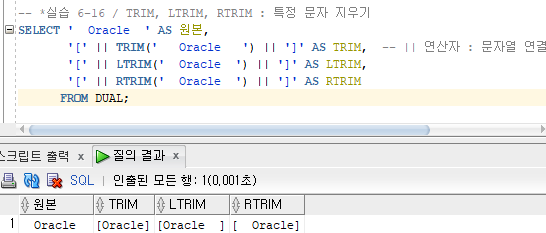 -- *실습 6-16 / TRIM, LTRIM, RTRIM : 특정 문자 지우기
SELECT '  Oracle  ' AS 원본,
'[' || TRIM('   Oracle   ') || ']' AS TRIM,  -- || 연산자 : 문자열 연결
'[' || LTRIM('  Oracle  ') || ']' AS LTRIM
'[' || RTRIM('  Oracle  ') || ']' AS RTRIM
FROM DUAL;
스크립트 출력 x 질의 결과 x
SQL | 인출된 모든 행: 1(0,001초)
원본 TRIM LTRIM RTRIM
1   Oracle   [Oracle] [Oracle  ] [  Oracle]